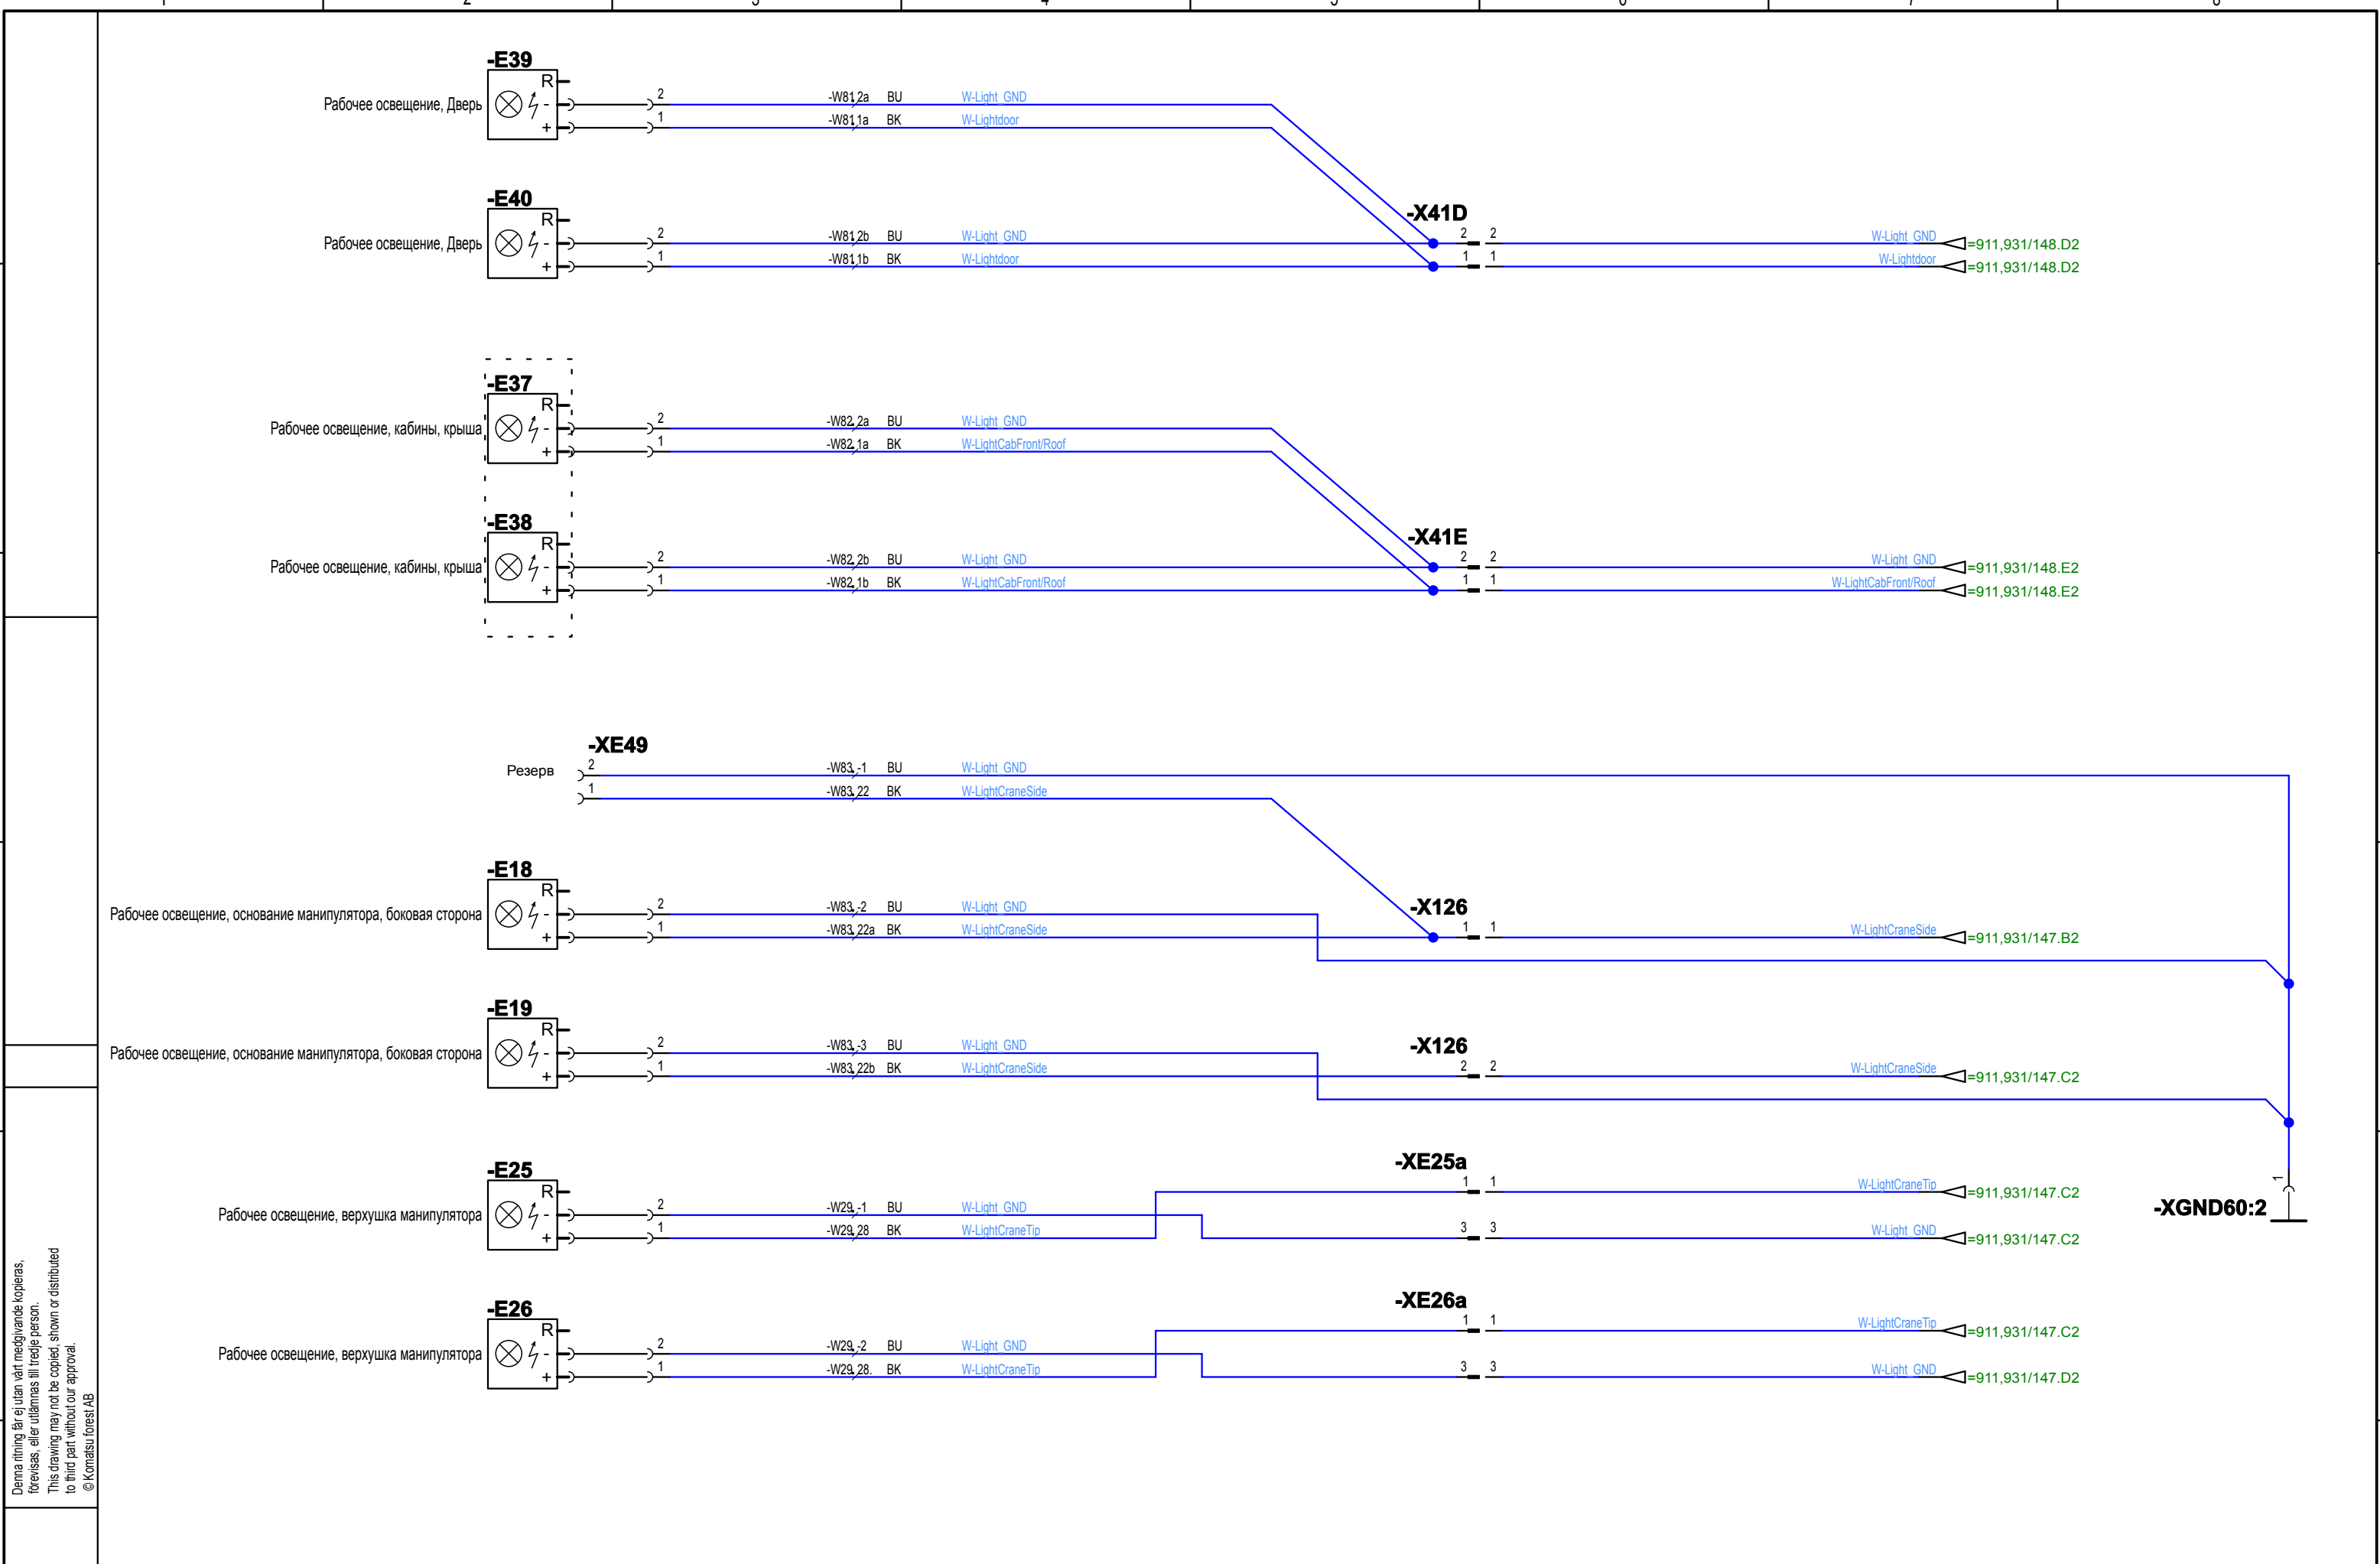 -E39
R
Рабочее освещение, Дверь
-
+
2
1
-W81,2a BU W-Light_GND
-W81,1a BK W-Lightdoor
-E40
R
Рабочее освещение, Дверь
-
+
2
1
-W81,2b BU W-Light_GND
-W81,1b BK W-Lightdoor
-X41D
2 2
1 1
W-Light_GND =911,931/148.D2
W-Lightdoor =911,931/148.D2
-E37
R
Рабочее освещение, кабины, крыша
-
+
2
1
-W82,2a BU W-Light_GND
-W82,1a BK W-LightCabFront/Roof
-E38
R
Рабочее освещение, кабины, крыша
-
+
2
1
-W82,2b BU W-Light_GND
-W82,1b BK W-LightCabFront/Roof
-X41E
2 2
1 1
W-Light_GND =911,931/148.E2
W-LightCabFront/Roof =911,931/148.E2
-XE49
Резерв
2
1
-W83,-1 BU W-Light_GND
-W83,22 BK W-LightCraneSide
-E18
R
Рабочее освещение, основание манипулятора, боковая сторона
-
+
2
1
-W83,-2 BU W-Light_GND
-W83,22a BK W-LightCraneSide
-X126
1 1
W-LightCraneSide =911,931/147.B2
-E19
R
Рабочее освещение, основание манипулятора, боковая сторона
-
+
2
1
-W83,-3 BU W-Light_GND
-W83,22b BK W-LightCraneSide
-X126
2 2
W-LightCraneSide =911,931/147.C2
-E25
R
Рабочее освещение, верхушка манипулятора
-
+
2
1
-W29,-1 BU W-Light_GND
-W29,28 BK W-LightCraneTip
-XE25a
1 1
3 3
W-LightCraneTip =911,931/147.C2
W-Light_GND =911,931/147.C2
1
-XGND60:2
-E26
R
Рабочее освещение, верхушка манипулятора
-
+
2
1
-W29,-2 BU W-Light_GND
-W29,28. BK W-LightCraneTip
-XE26a
1 1
3 3
W-LightCraneTip =911,931/147.C2
W-Light_GND =911,931/147.D2
Denna ritning får ej utan vårt medgivande kopieras,
förevisas, eller utlämnas till tredje person.
This drawing may not be copied, shown or distributed
to third part without our approval.
© Komatsu forest AB